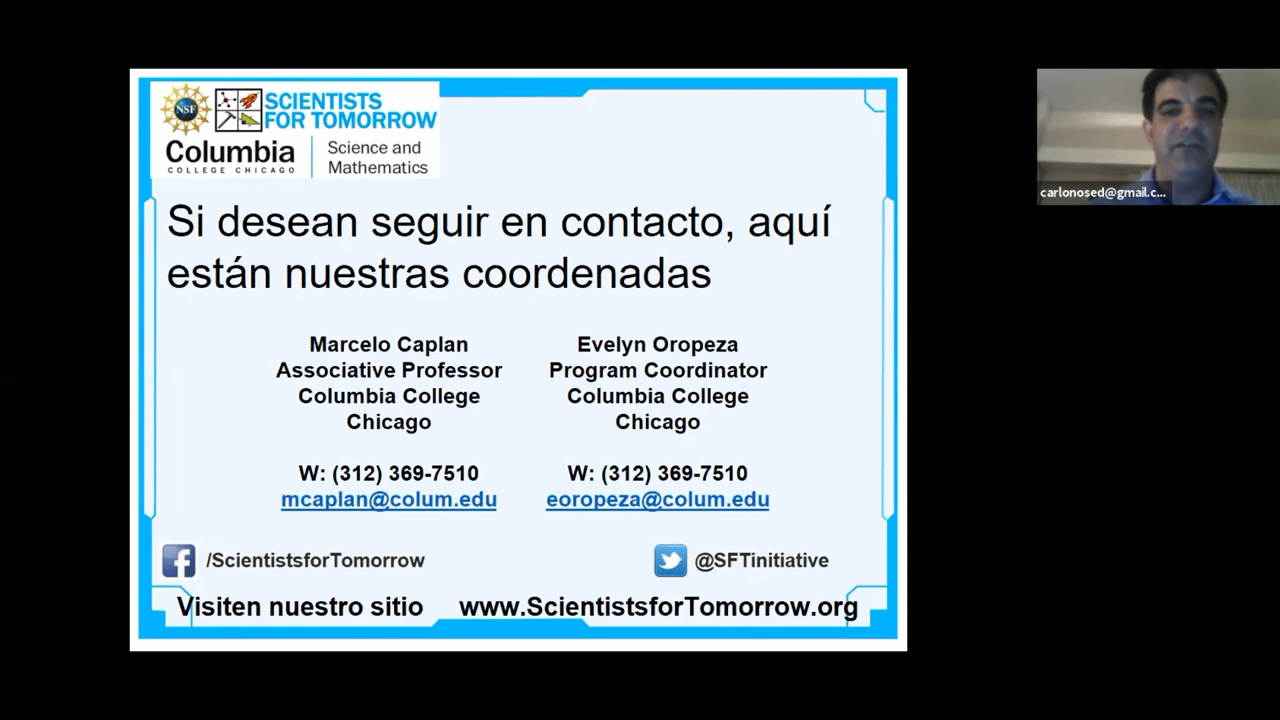 NSF
SCIENTISTS
FOR TOMORROW
Columbia
COLLEGE CHICAGO
Science and
Mathematics
carlonosed@gmail.c...
Si desean seguir en contacto, aquí
están nuestras coordenadas
Marcelo Caplan
Associative Professor
Columbia College
Chicago
W: (312) 369-7510
mcaplan@colum.edu
Evelyn Oropeza
Program Coordinator
Columbia College
Chicago
W: (312) 369-7510
eoropeza@colum.edu
/ScientistsforTomorrow
@SFTinitiative
Visiten nuestro sitio www.ScientistsforTomorrow.org